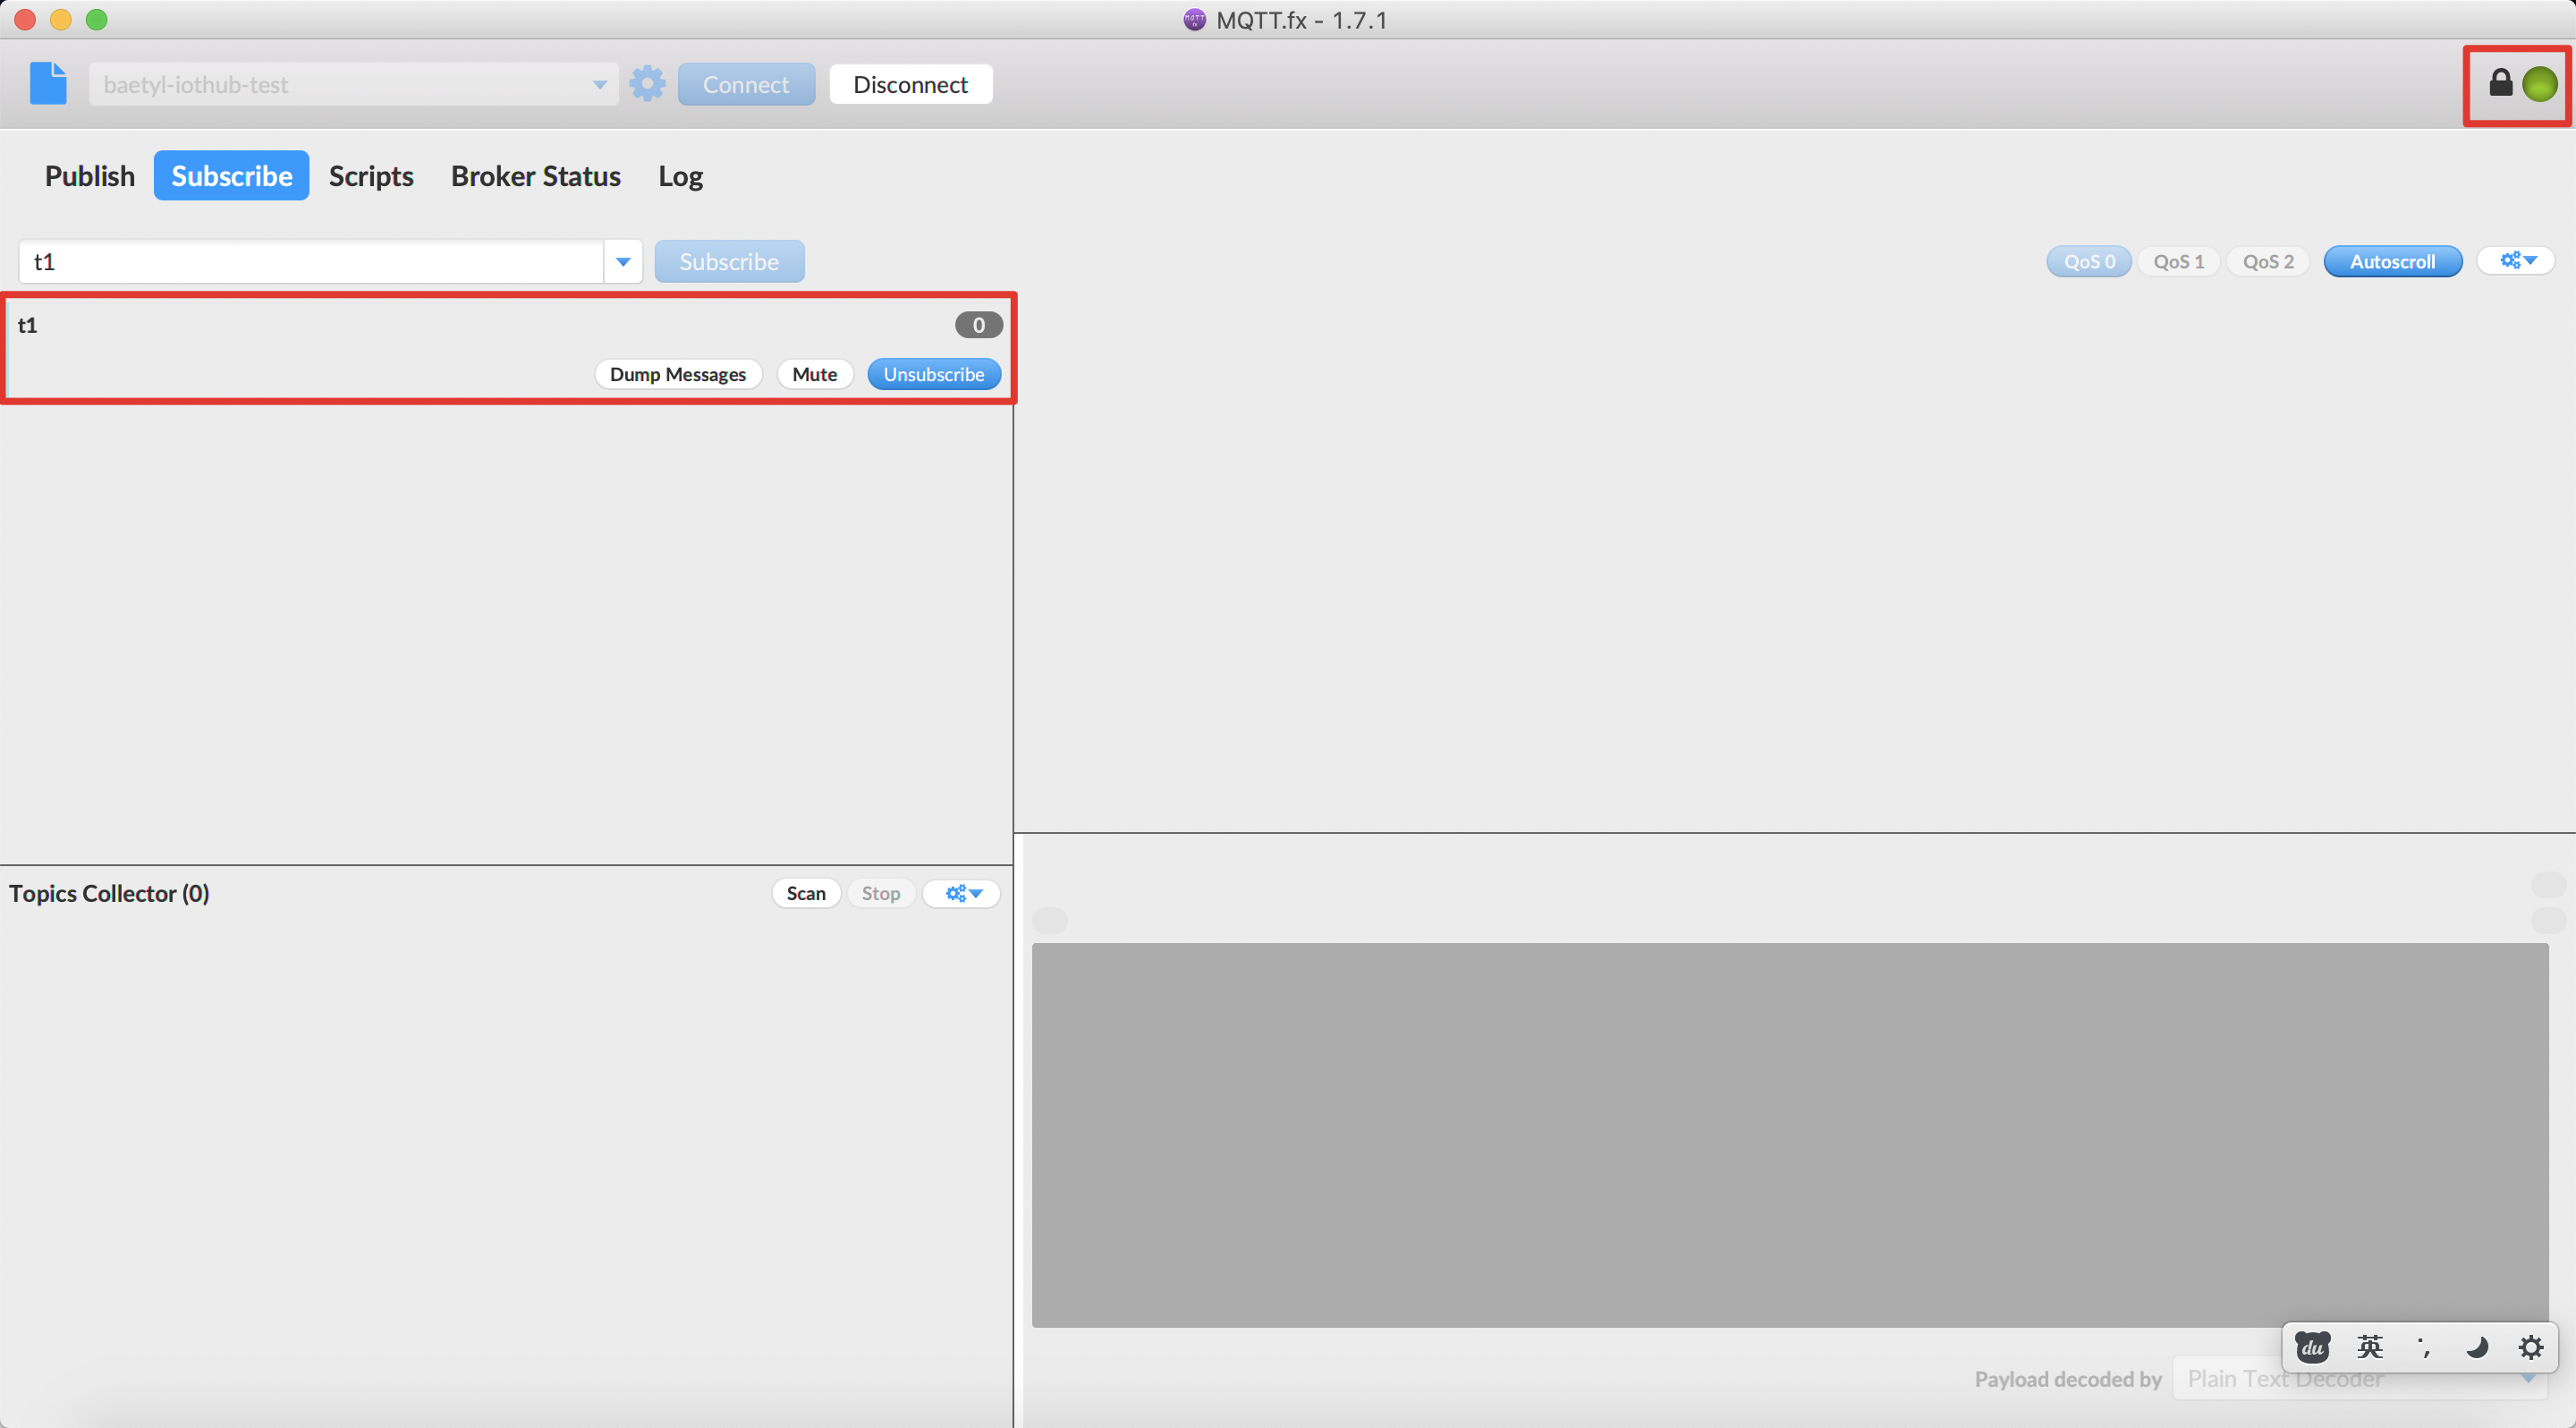 MQTT.fx - 1.7.1
baetyl-iothub-test
Connect
Disconnect
Publish
Subscribe
Scripts
Broker Status
Log
t1
Subscribe
QoS 0
QoS 1
QoS 2
Autoscroll
t1
0
Dump Messages
Mute
Unsubscribe
Topics Collector (0)
Scan
Stop
du
英
Payload decoded by
Plain Text Decoder